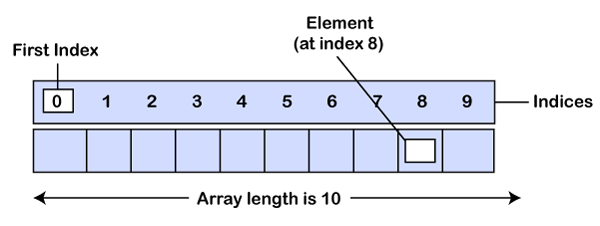 Element
(at index 8)
First Index
0 1 2 3 4 5 6 7 8 9
Indices
Array length is 10